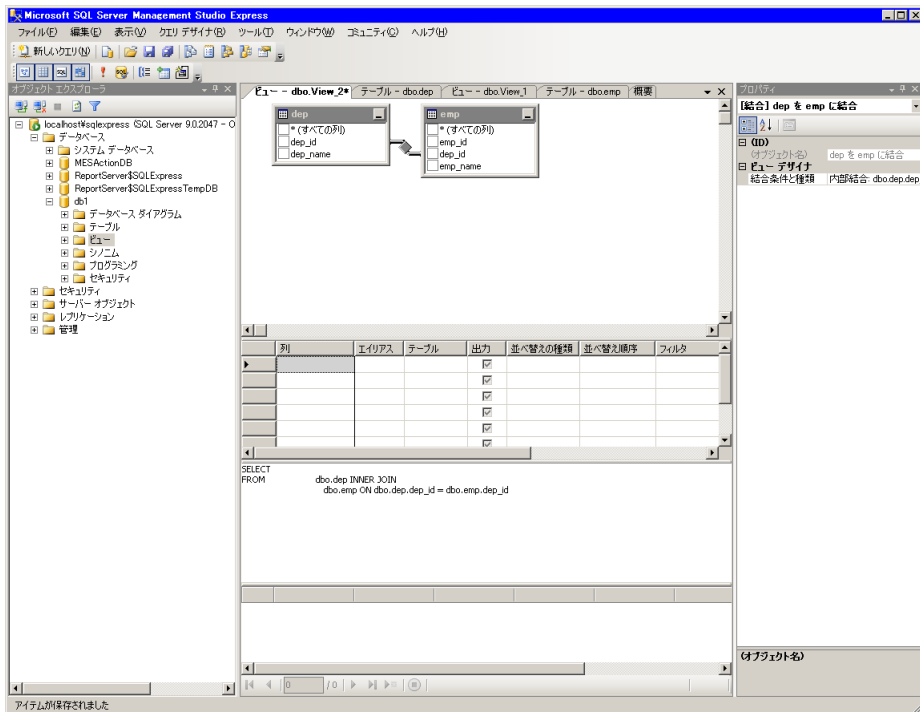 Microsoft SQL Server Management Studio Express
ファイル(F) 編集(E) 表示(V) クエリ デザイナ(R) ツール(T) ウィンドウ(W) コミュニティ(C) ヘルプ(H)
新しいクエリ(N)
オブジェクト エクスプローラ
localhost¥sqlexpress (SQL Server 9.0.2047 - O
データベース
システム データベース
MESActionDB
ReportServer$SQLExpress
ReportServer$SQLExpressTempDB
db1
データベース ダイアグラム
テーブル
ビュー
シノニム
プログラミング
セキュリティ
セキュリティ
サーバー オブジェクト
レプリケーション
管理
ビュー - dbo.View_2* テーブル - dbo.dep ビュー - dbo.View_1 テーブル - dbo.emp 概要
dep
* (すべての列)
dep_id
dep_name
emp
* (すべての列)
emp_id
dep_id
emp_name
列 エイリアス テーブル 出力 並べ替えの種類 並べ替え順序 フィルタ
SELECT
FROM dbo.dep INNER JOIN
dbo.emp ON dbo.dep.dep_id = dbo.emp.dep_id
0 / 0
プロパティ
[結合] dep を emp に結合
(ID)
(オブジェクト名) dep を emp に結合
ビュー デザイナ
結合条件と種類 内部結合: dbo.dep.dep
(オブジェクト名)
アイテムが保存されました